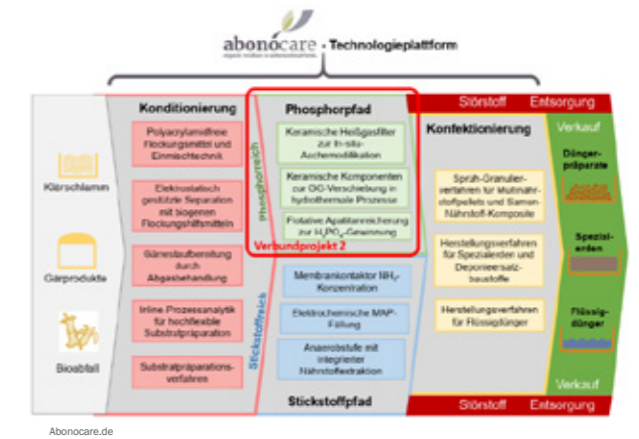 abonocare - Technologieplattform
Konditionierung
Phosphorpfad
Störstoff Entsorgung
Konfektionierung
Verkauf
Klärschlamm
Gärprodukte
Bioabfall
Polyacrylamidfreie
Flockungsmittel und
Einmischtechnik
Elektrostatisch
gestützte Separation
mit biogenen
Flockungshilfsmitteln
Gärrestaufbereitung
durch
Abgasbehandlung
Inline-Prozessanalytik
für hochflexible
Substratpräparation
Substratpräparations-
verfahren
Phosphorreich
Stickstoffreich
Keramische Heißgasfilter
zur In-situ-
Aschemodifikation
Keramische Komponenten
zur GG-Verschiebung in
hydrothermale Prozesse
Flotative Apatitanreicherung
zur H₃PO₄-Gewinnung
Verbundprojekt 2
Membrankontaktor NH₃-
Konzentration
Elektrochemische MAP-
Fällung
Anaerobstufe mit
integrierter
Nährstoffextraktion
Stickstoffpfad
Sprüh-Granulier-
verfahren für Multinähr-
stoffpellets und Samen-
Nährstoff-Komposite
Herstellungsverfahren
für Spezialerden und
Deponieersatz-
baustoffe
Herstellungsverfahren
für Flüssigdünger
Dünger-
präparate
Spezial-
erden
Flüssig-
dünger
Verkauf
Störstoff Entsorgung
Abonocare.de